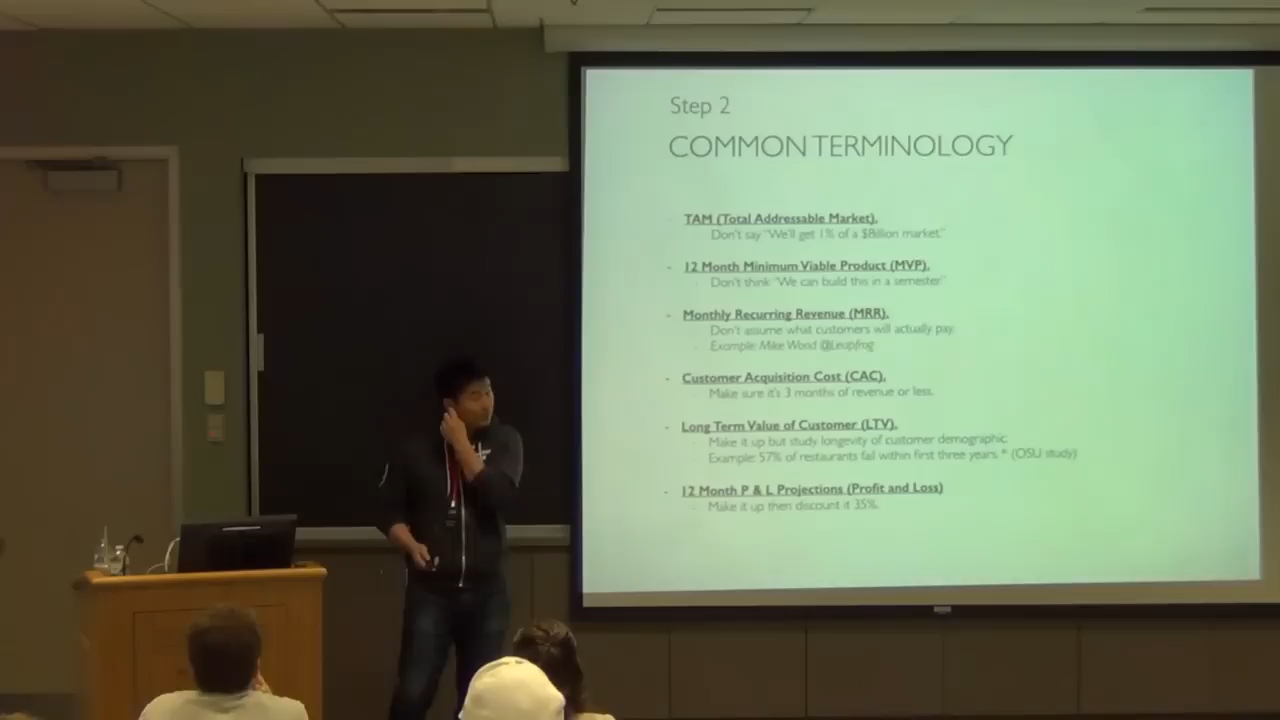 Step 2
COMMON TERMINOLOGY
- TAM (Total Addressable Market).
- Don't say "We'll get 1% of a $Billion market."
- 12 Month Minimum Viable Product (MVP).
- Don't think "We can build this in a semester"
- Monthly Recurring Revenue (MRR).
- Don't assume what customers will actually pay.
- Example: Mike Wood @Leapfrog
- Customer Acquisition Cost (CAC).
- Make sure it's 3 months of revenue or less.
- Long Term Value of Customer (LTV).
- Make it up but study longevity of customer demographic.
- Example: 57% of restaurants fail within first three years. * (OSU study)
- 12 Month P & L Projections (Profit and Loss)
- Make it up then discount it 35%.